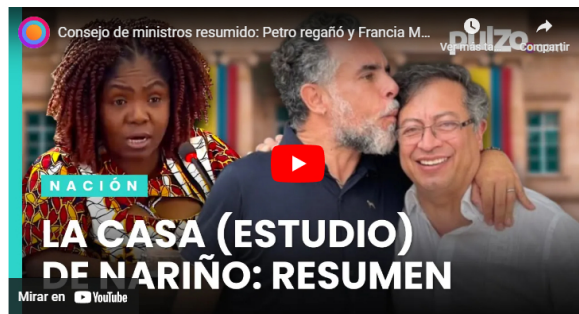 Consejo de ministros resumido: Petro regañó y Francia M...
pulzo
Ver más ta... Compartir
NACIÓN
LA CASA (ESTUDIO)
DE NARIÑO: RESUMEN
Mirar en YouTube